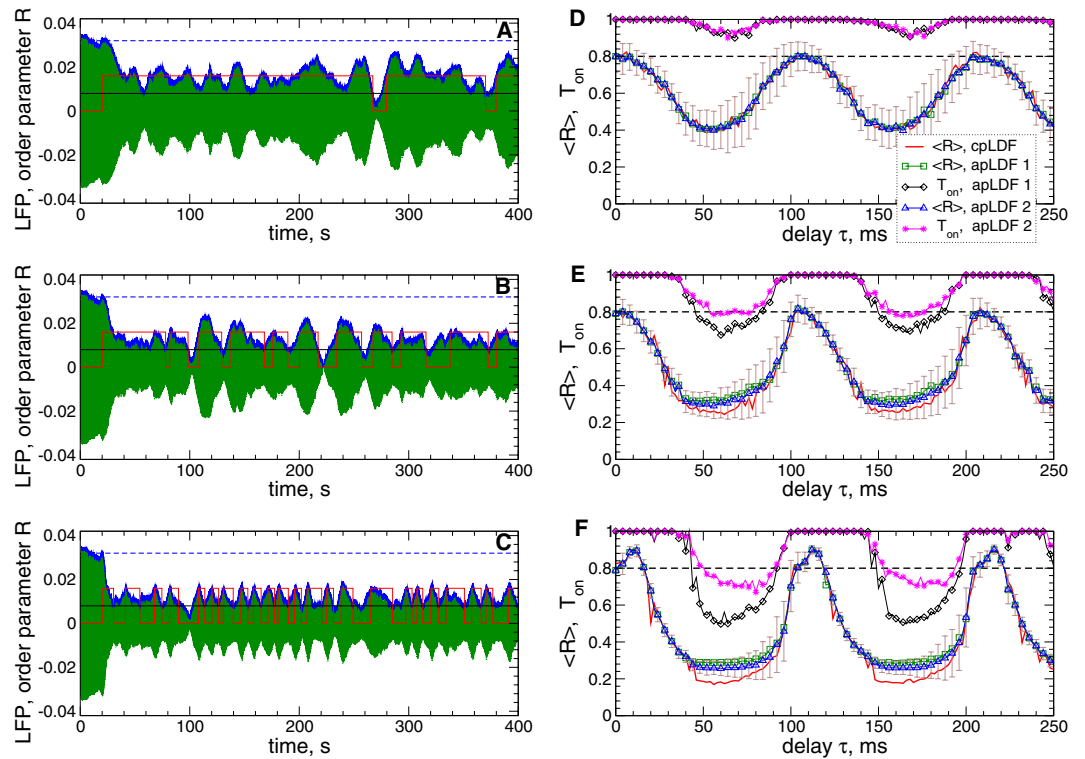 A
LFP, order parameter R
0.04
0.02
0
-0.02
-0.04
0 100 200 300 400
time, s
B
LFP, order parameter R
0.04
0.02
0
-0.02
-0.04
0 100 200 300 400
time, s
C
LFP, order parameter R
0.04
0.02
0
-0.02
-0.04
0 100 200 300 400
time, s
D
<R>, T_on
1
0.8
0.6
0.4
0.2
0
<R>, cpLDF
<R>, apLDF 1
T_on, apLDF 1
<R>, apLDF 2
T_on, apLDF 2
0 50 100 150 200 250
delay τ, ms
E
<R>, T_on
1
0.8
0.6
0.4
0.2
0
0 50 100 150 200 250
delay τ, ms
F
<R>, T_on
1
0.8
0.6
0.4
0.2
0
0 50 100 150 200 250
delay τ, ms